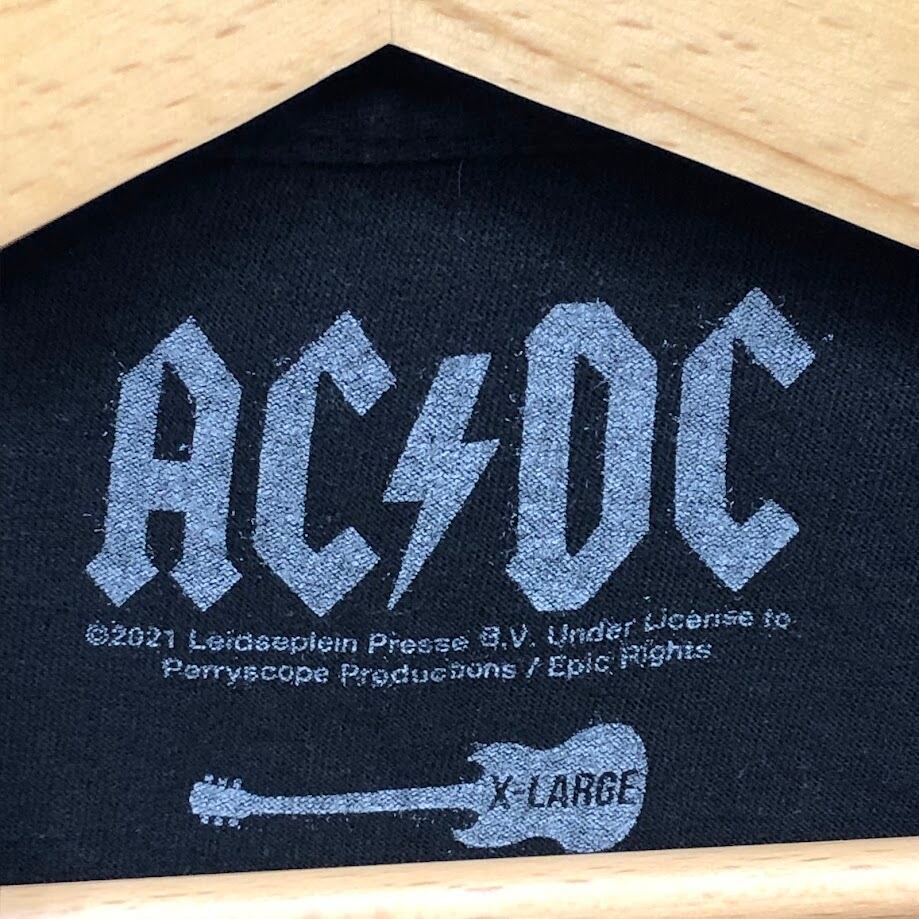 AC⚡DC
©2021 Leidseplein Presse B.V. Under License to
Perryscope Productions / Epic Rights
X-LARGE